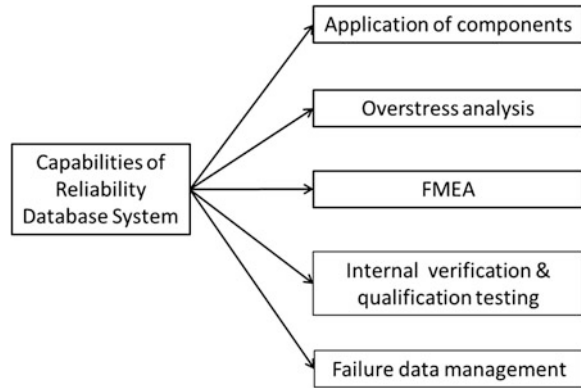 Application of components
Overstress analysis
Capabilities of
Reliability
Database System
FMEA
Internal verification &
qualification testing
Failure data management